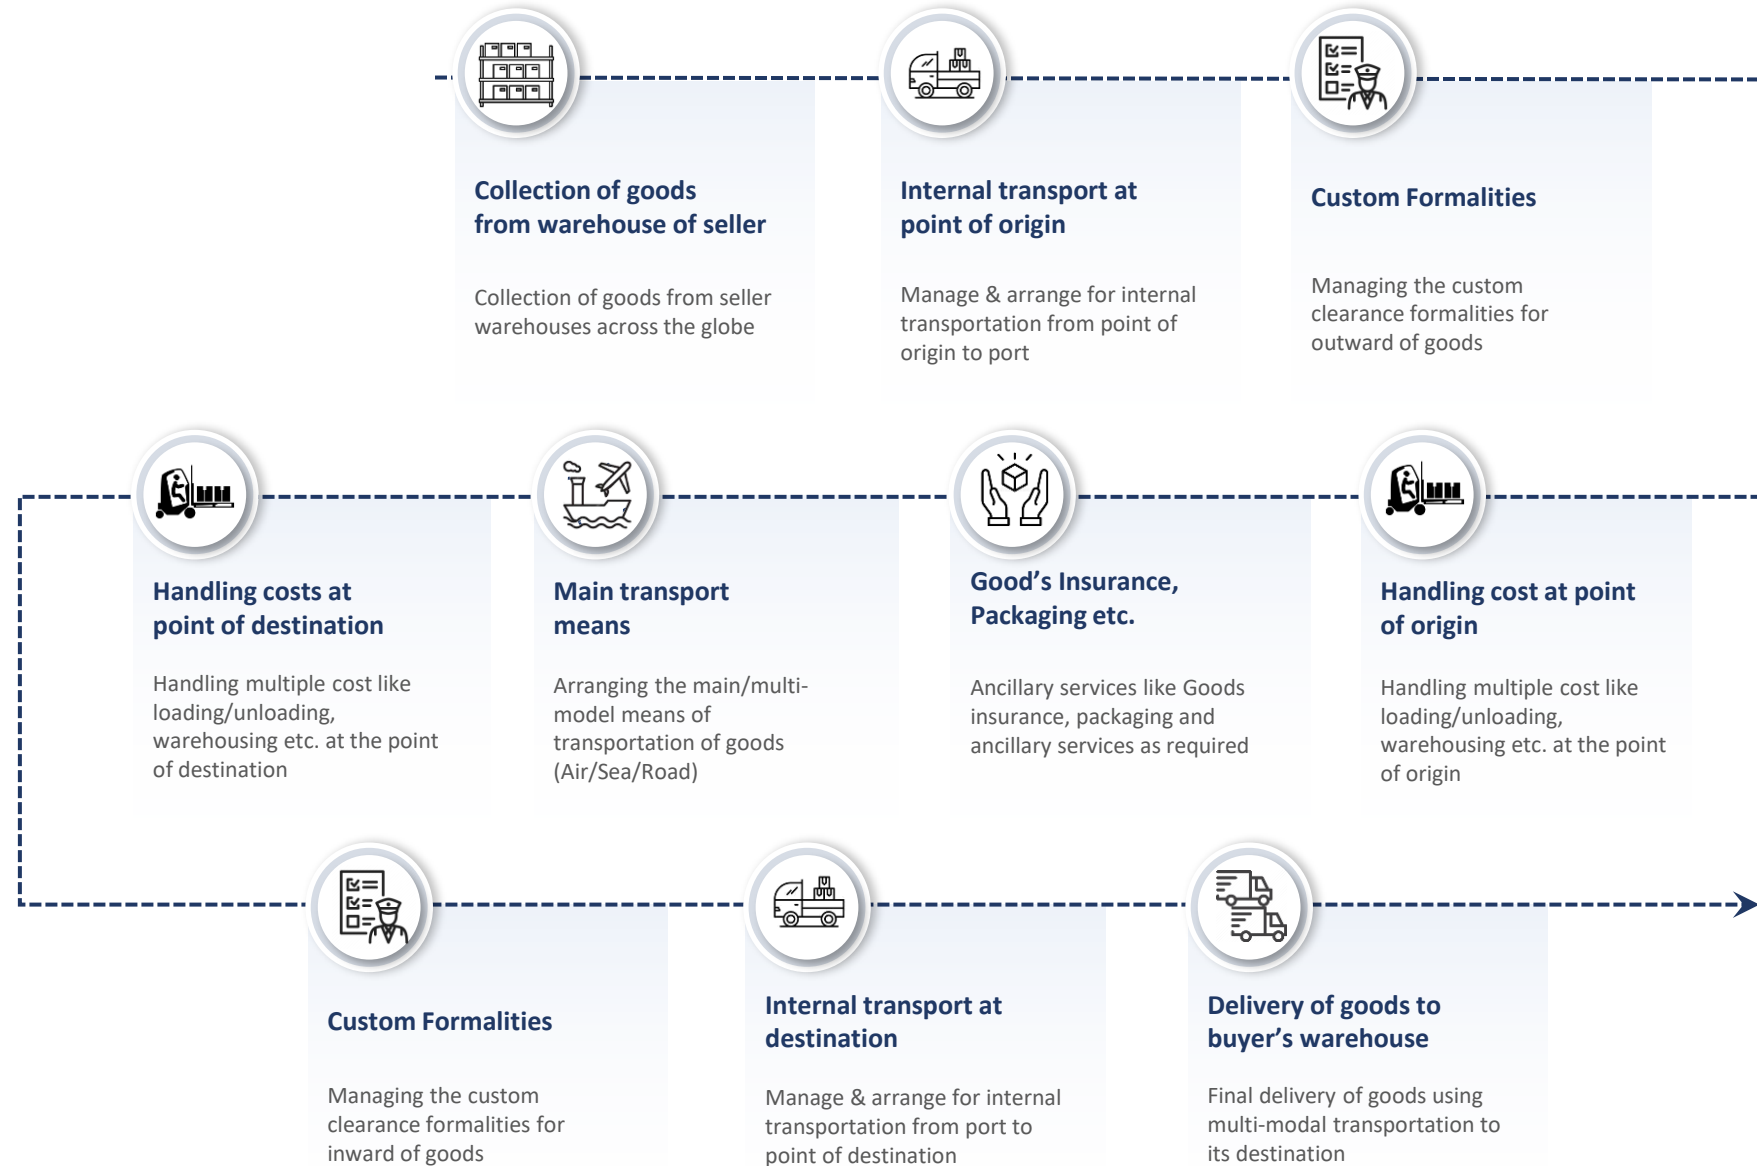 Collection of goods
from warehouse of seller
Collection of goods from seller
warehouses across the globe
Internal transport at
point of origin
Manage & arrange for internal
transportation from point of
origin to port
Custom Formalities
Managing the custom
clearance formalities for
outward of goods
Handling costs at
point of destination
Handling multiple cost like
loading/unloading,
warehousing etc. at the point
of destination
Main transport
means
Arranging the main/multi-
model means of
transportation of goods
(Air/Sea/Road)
Good’s Insurance,
Packaging etc.
Ancillary services like Goods
insurance, packaging and
ancillary services as required
Handling cost at point
of origin
Handling multiple cost like
loading/unloading,
warehousing etc. at the point
of origin
Custom Formalities
Managing the custom
clearance formalities for
inward of goods
Internal transport at
destination
Manage & arrange for internal
transportation from port to
point of destination
Delivery of goods to
buyer’s warehouse
Final delivery of goods using
multi-modal transportation to
its destination